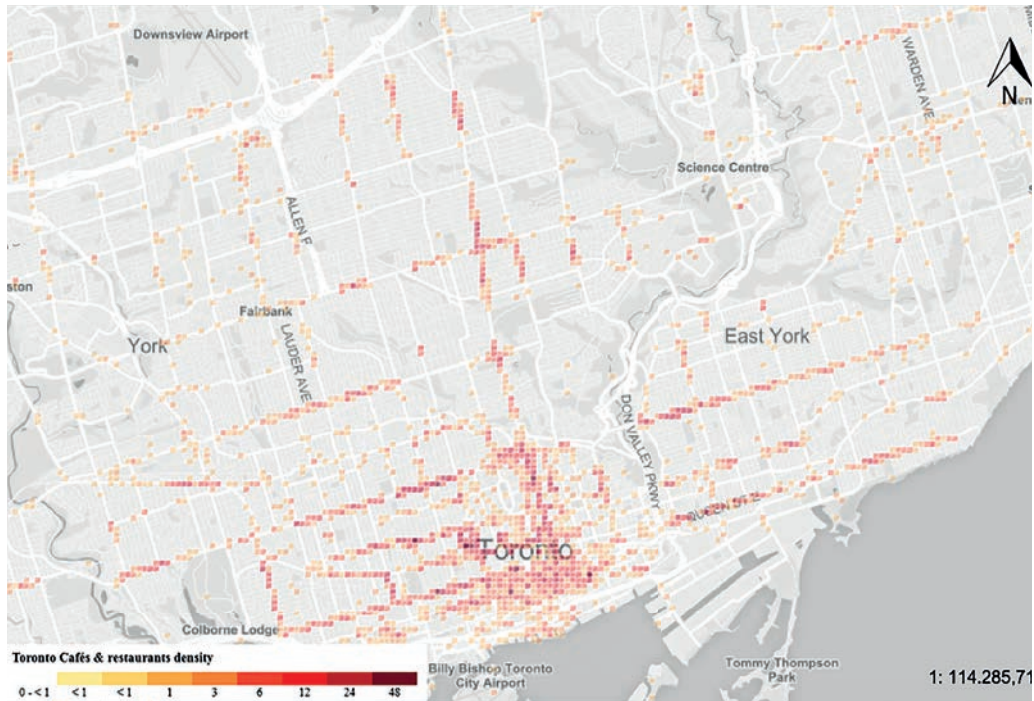 Downsview Airport
WARDEN AVE.
N
Science Centre
ALLEN
Fairbank
York
LAUDER AVE.
East York
DON VALLEY PKWY
QUEEN ST E
Toronto
Colborne Lodge
Toronto Cafés & restaurants density
0 - < 1 < 1 < 1 1 3 6 12 24 48
Billy Bishop Toronto
City Airport
Tommy Thompson
Park
1: 114.285,71